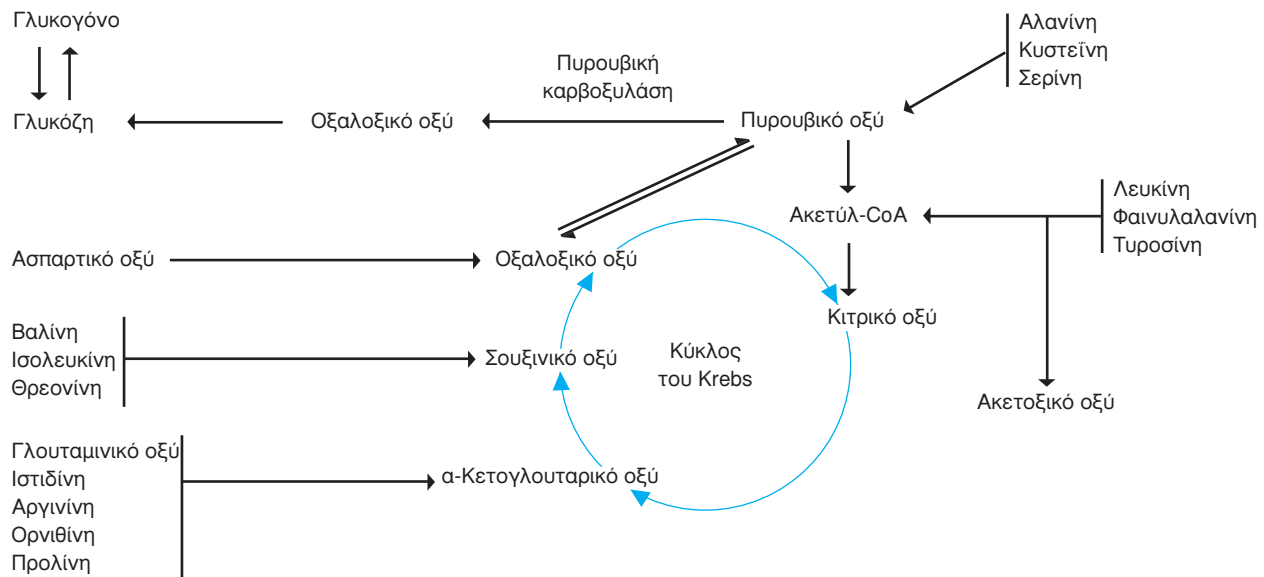 Γλυκογόνο
Γλυκόζη
Οξαλοξικό οξύ
Πυρουβική
καρβοξυλάση
Πυρουβικό οξύ
Αλανίνη
Κυστεΐνη
Σερίνη
Ακετύλ-CoA
Λευκίνη
Φαινυλαλανίνη
Τυροσίνη
Ασπαρτικό οξύ
Οξαλοξικό οξύ
Κιτρικό οξύ
Βαλίνη
Ισολευκίνη
Θρεονίνη
Σουξινικό οξύ
Κύκλος
του Krebs
Ακετοξικό οξύ
Γλουταμινικό οξύ
Ιστιδίνη
Αργινίνη
Ορνιθίνη
Προλίνη
α-Κετογλουταρικό οξύ